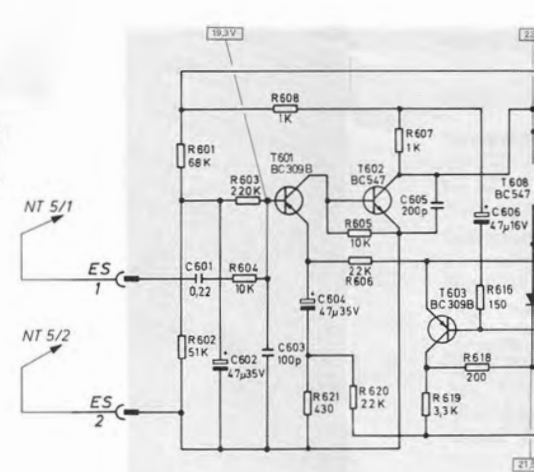 19,3V
23
R608
1K
R607
1K
R601
68K
T601
BC309B
T602
BC547
R603
220K
C605
200p
T608
BC547
C606
47µ16V
NT 5/1
R605
10K
ES
1
C601
0,22
R604
10K
22K
R606
T603
BC309B
R616
150
C604
47µ35V
NT 5/2
R602
51K
C602
47µ35V
C603
100p
R618
200
ES
2
R621
430
R620
22K
R619
3,3K
21,